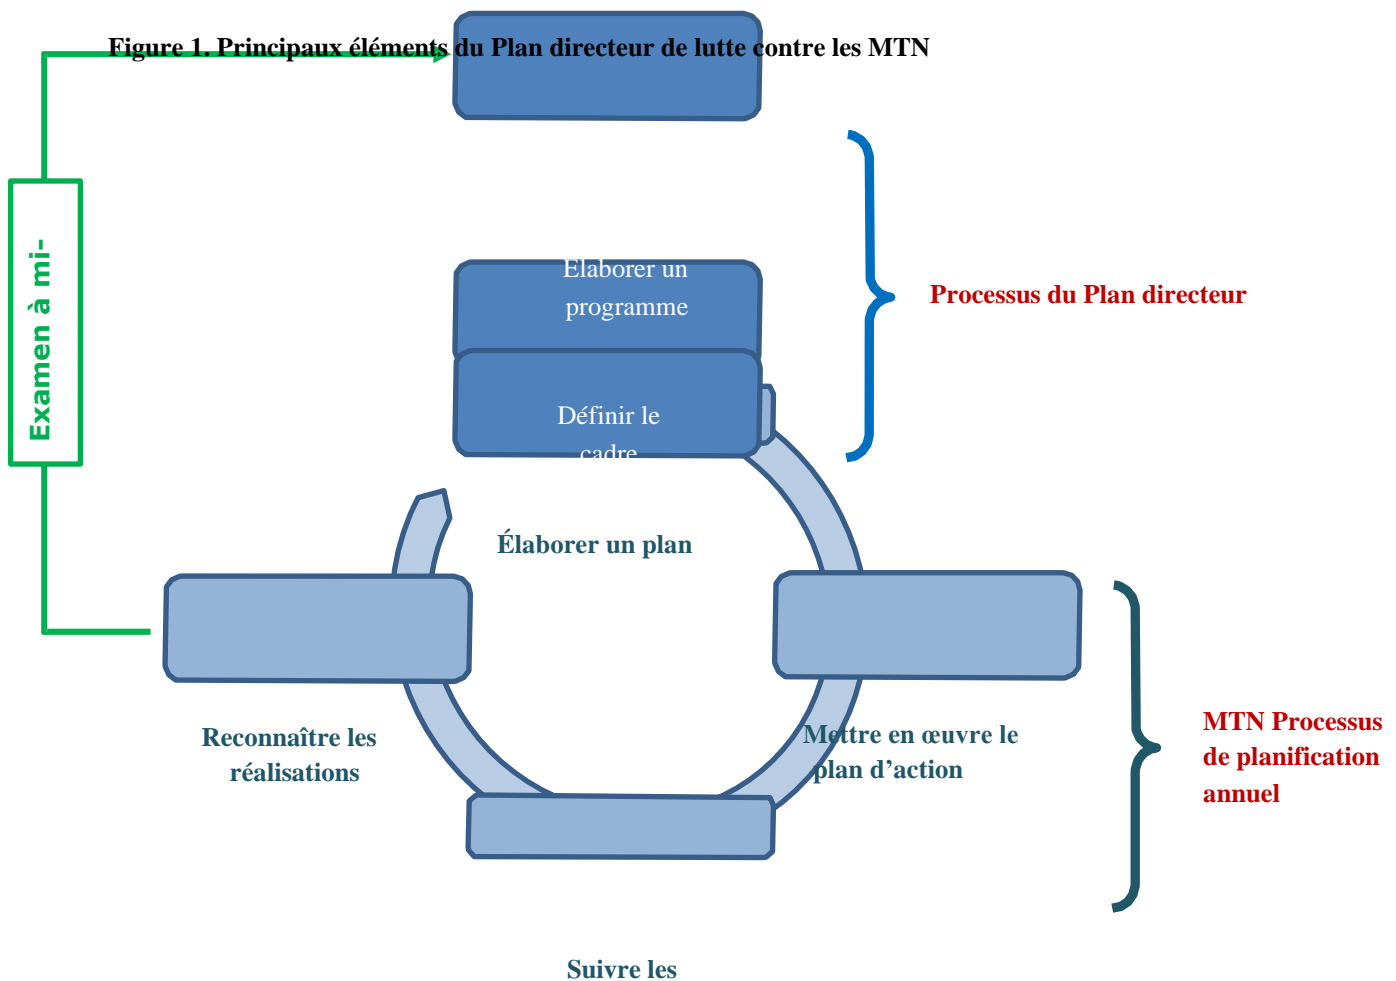 Figure 1. Principaux éléments du Plan directeur de lutte contre les MTN
Examen à mi-
Elaborer un
programme
Processus du Plan directeur
Définir le
cadre
Élaborer un plan
Reconnaître les
réalisations
Mettre en œuvre le
plan d’action
MTN Processus
de planification
annuel
Suivre les